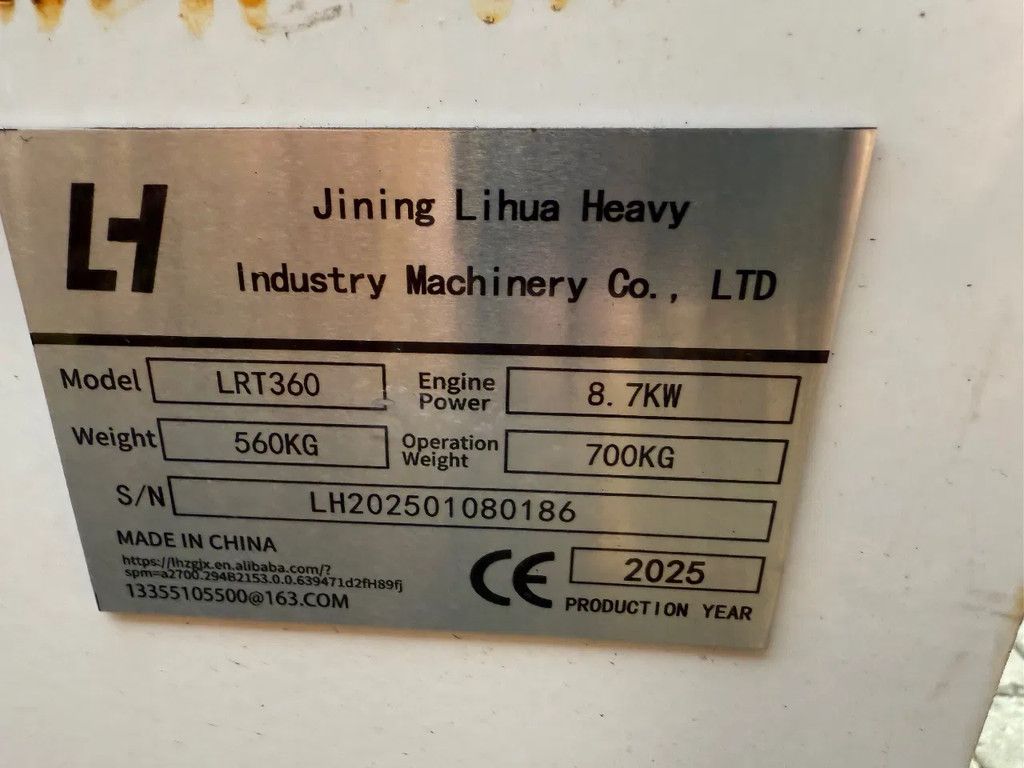 LH
Jining Lihua Heavy
Industry Machinery Co., LTD
Model LRT360 Engine Power 8.7KW
Weight 560KG Operation Weight 700KG
S/N LH202501080186
MADE IN CHINA
https://lhzgjx.en.alibaba.com/?
spm=a2700.29482153.0.0.639471d2fH89fj
13355105500@163.COM
CE 2025
PRODUCTION YEAR